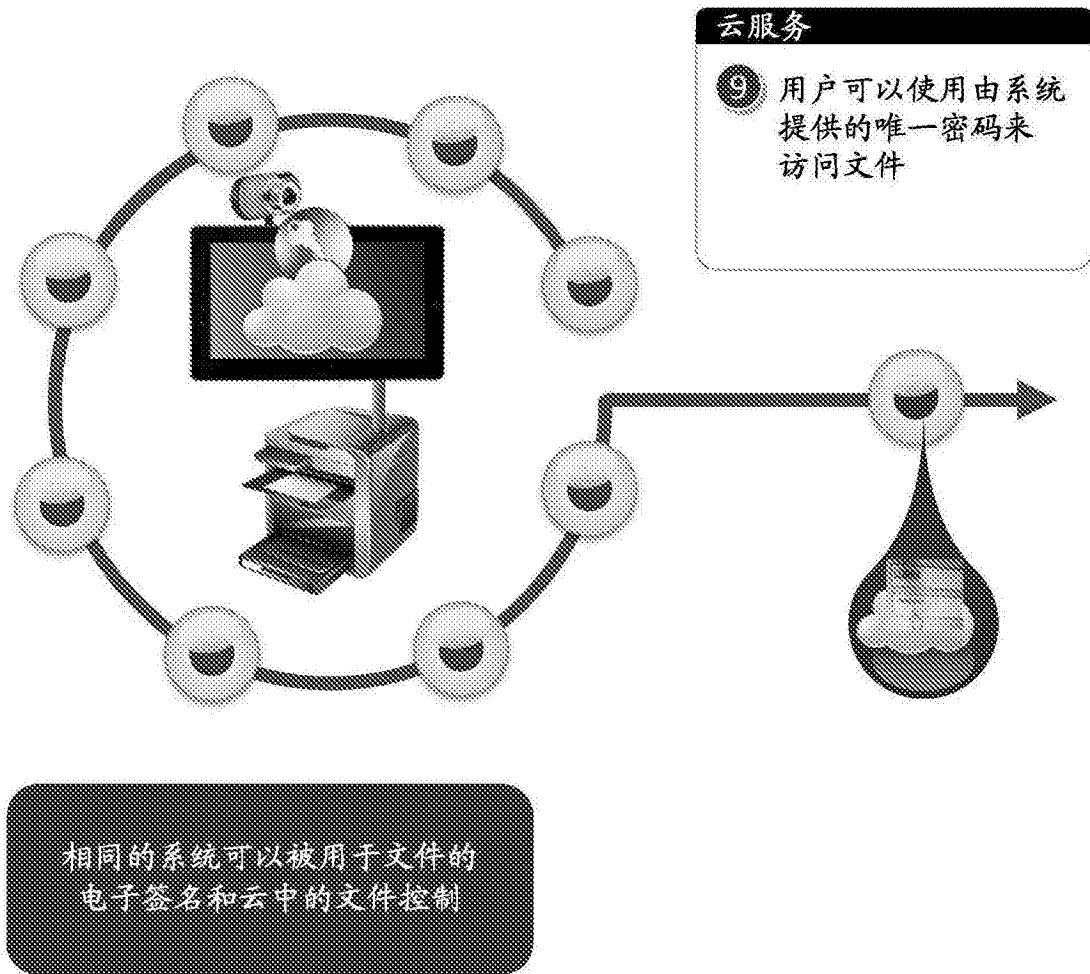 云服务
9 用户可以使用由系统
提供的唯一密码来
访问文件
相同的系统可以被用于文件的
电子签名和云中的文件控制